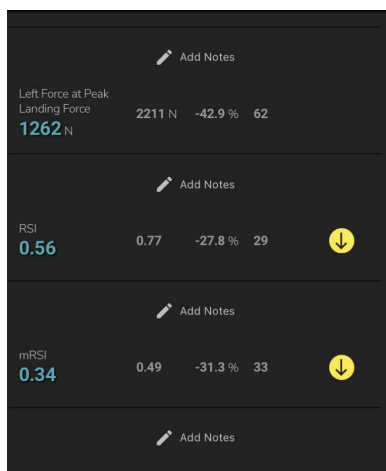 Add Notes
Left Force at Peak
Landing Force
1262 N 2211 N -42.9 % 62
Add Notes
RSI
0.56 0.77 -27.8 % 29
Add Notes
mRSI
0.34 0.49 -31.3 % 33
Add Notes